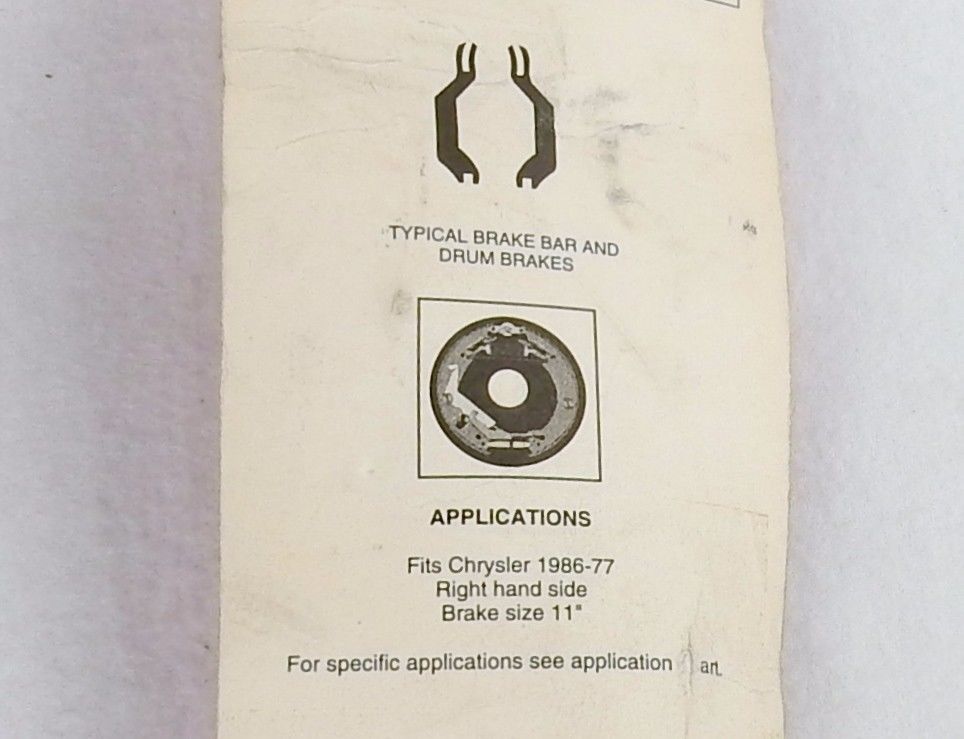 TYPICAL BRAKE BAR AND
DRUM BRAKES
APPLICATIONS
Fits Chrysler 1986-77
Right hand side
Brake size 11"
For specific applications see application